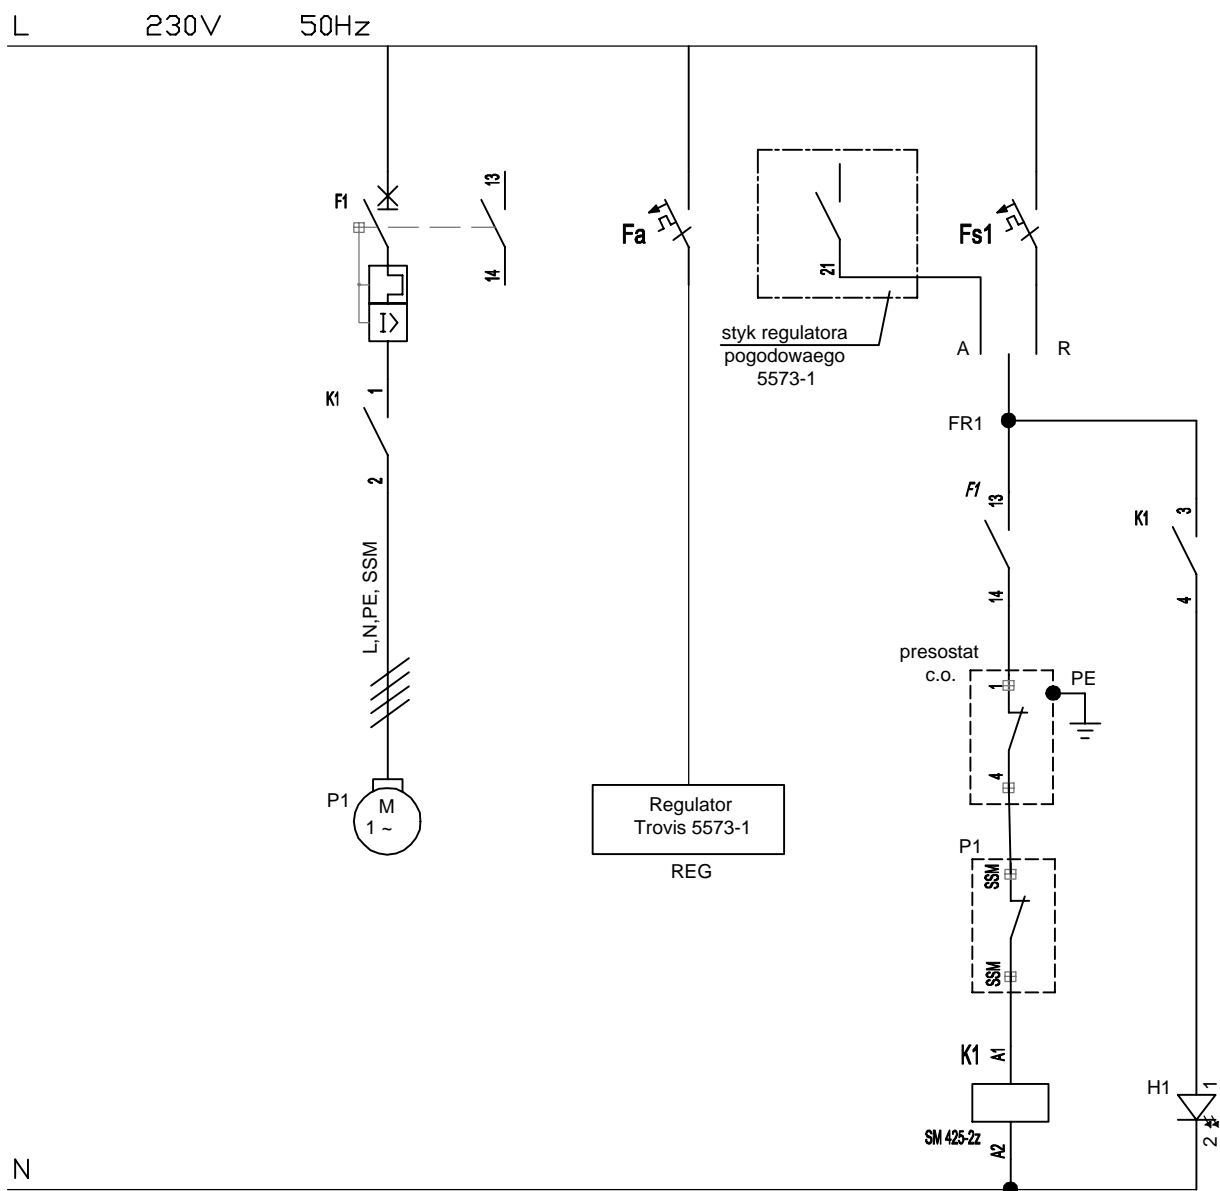 L 230V 50Hz
F1
13
14
Fa
21
Fs1
styk regulatora
pogodowaego
5573-1
A
R
I>
K1
1
2
FR1
F1
13
14
K1
3
4
L,N,PE, SSM
presostat
c.o.
1
4
PE
P1
M
1 ~
Regulator
Trovis 5573-1
REG
P1
SSM
SSM
K1
A1
SM 425-2z
A2
H1
1
2
N